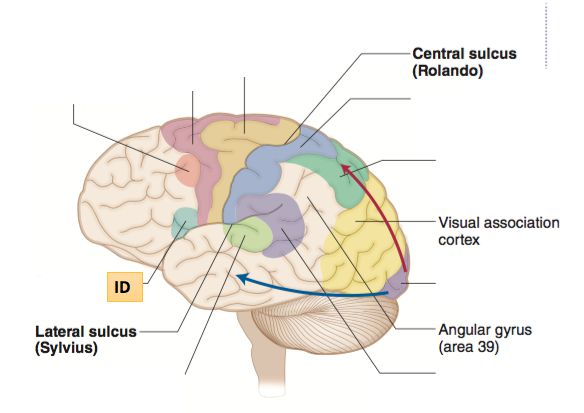 Central sulcus
(Rolando)
Visual association
cortex
ID
Lateral sulcus
(Sylvius)
Angular gyrus
(area 39)